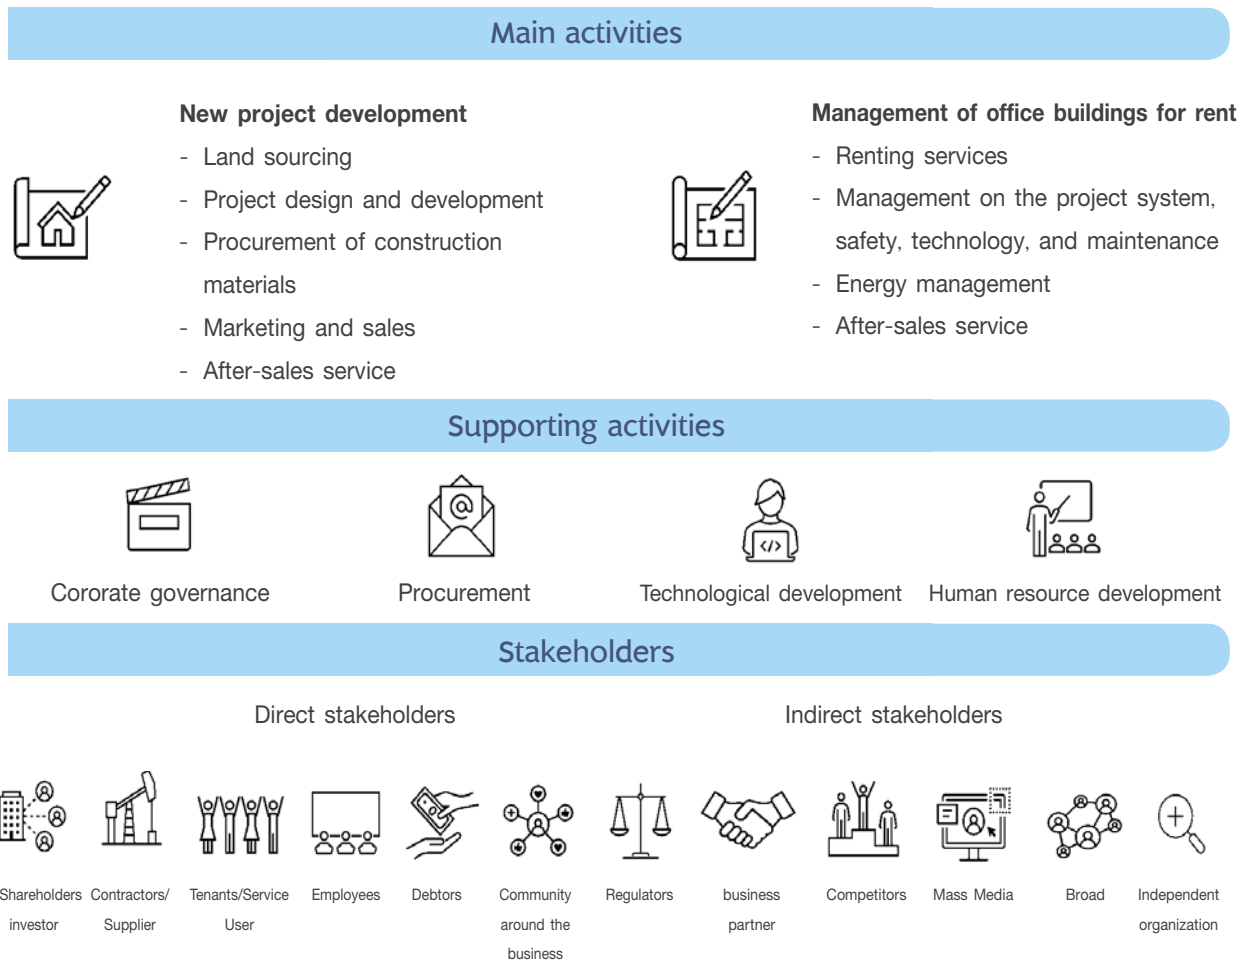 Main activities
New project development
- Land sourcing
- Project design and development
- Procurement of construction
materials
- Marketing and sales
- After-sales service
Management of office buildings for rent
- Renting services
- Management on the project system,
safety, technology, and maintenance
- Energy management
- After-sales service
Supporting activities
Cororate governance
Procurement
@
Technological development
</>
Human resource development
Stakeholders
Direct stakeholders
Indirect stakeholders
Shareholders
investor
Contractors/
Supplier
Tenants/Service
User
Employees
Debtors
Community
around the
business
Regulators
business
partner
Competitors
Mass Media
Broad
Independent
organization